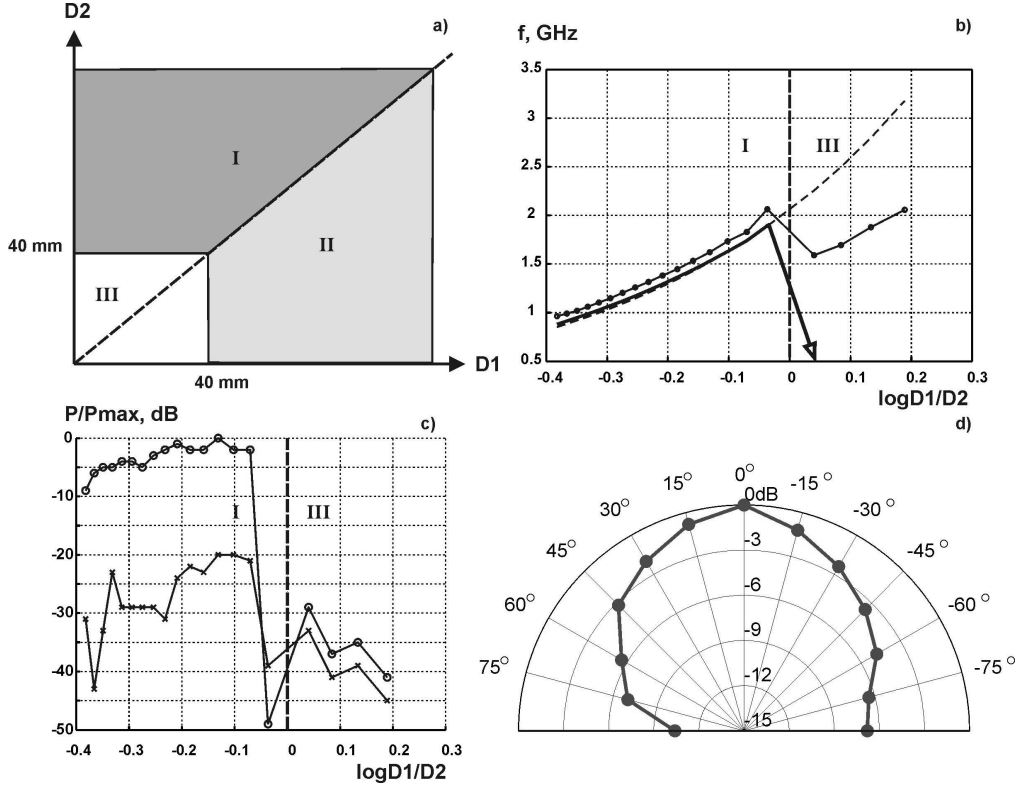 D2
a)
I
40 mm
II
III
40 mm
D1
f, GHz
b)
3.5
3
I
III
2.5
2
1.5
1
0.5
-0.4
-0.3
-0.2
-0.1
0
0.1
0.2
0.3
logD1/D2
P/Pmax, dB
c)
0
-10
I
III
-20
-30
-40
-50
-0.4
-0.3
-0.2
-0.1
0
0.1
0.2
0.3
logD1/D2
d)
0°
15°
-15°
0dB
30°
-30°
-3
45°
-45°
-6
60°
-60°
-9
75°
-75°
-12
-15